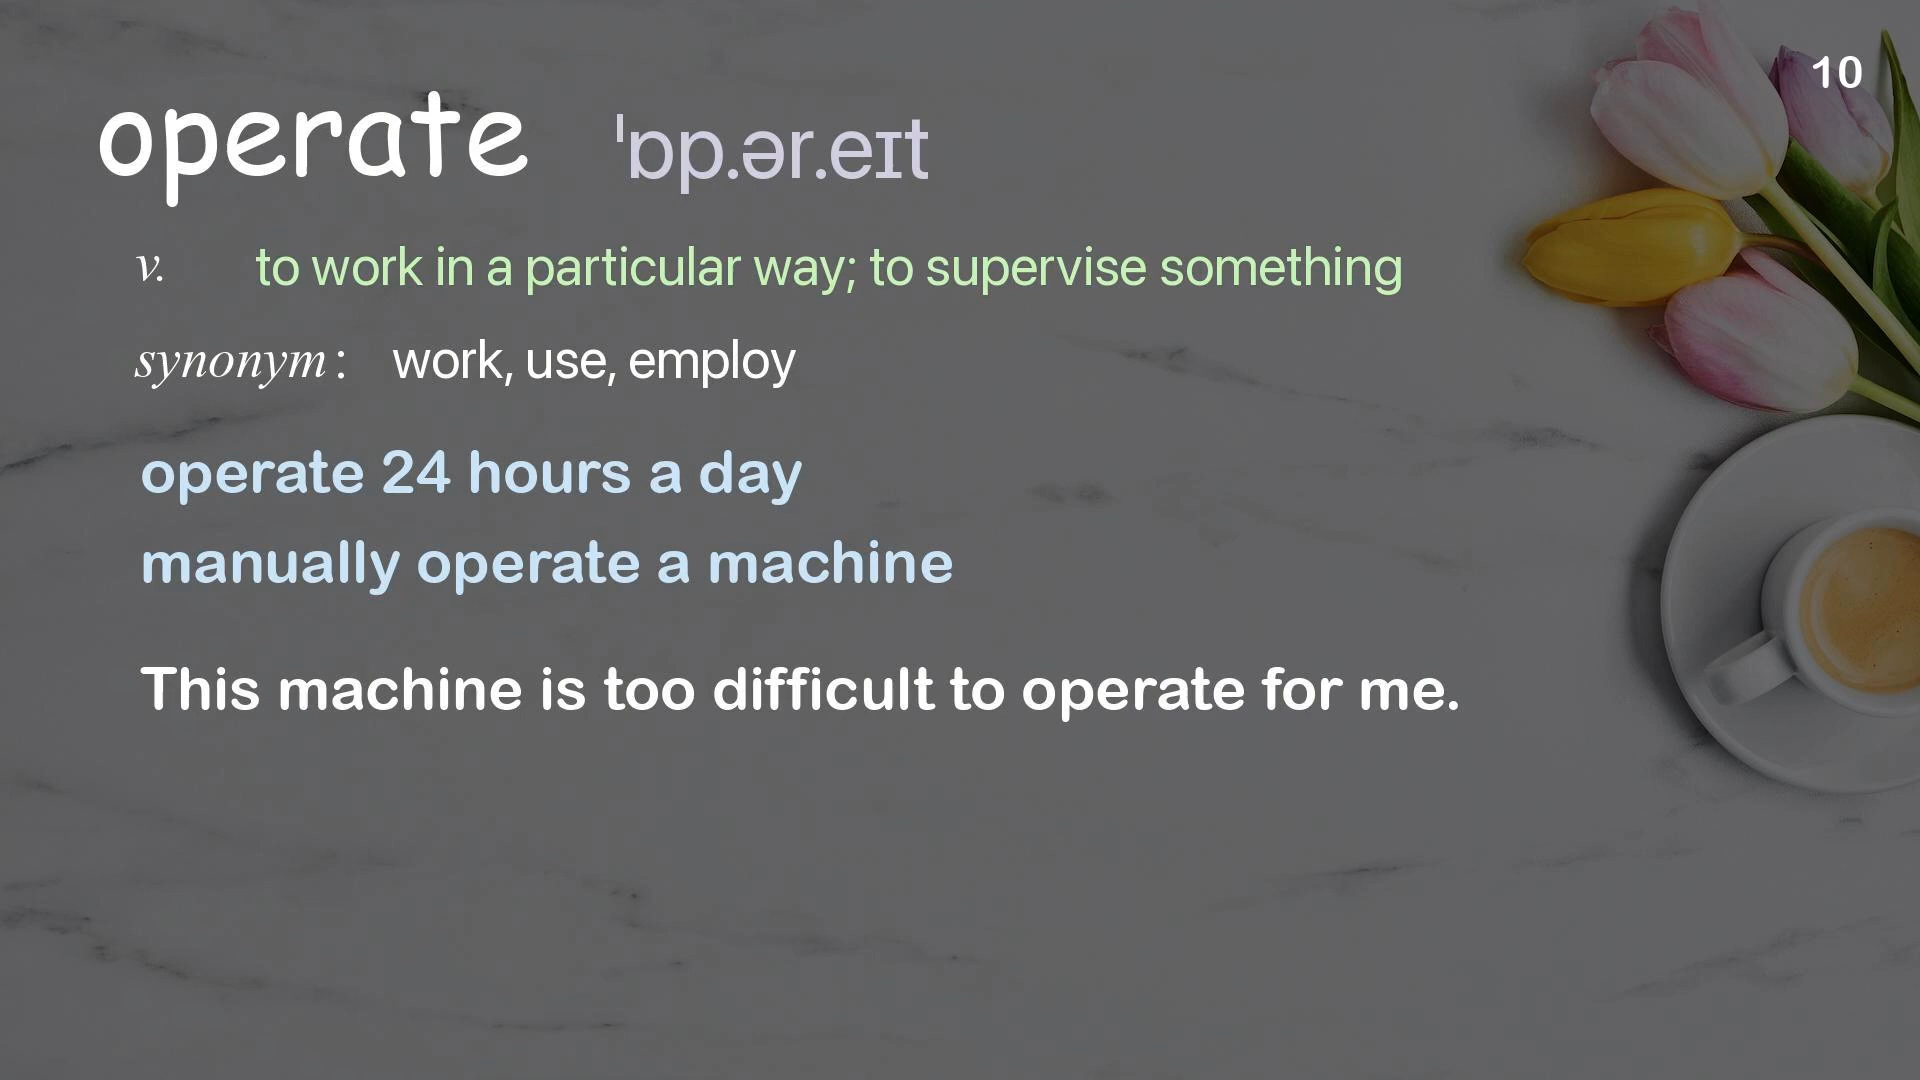 10
operate ˈɒp.ər.eɪt
v. to work in a particular way; to supervise something
synonym : work, use, employ
operate 24 hours a day
manually operate a machine
This machine is too difficult to operate for me.